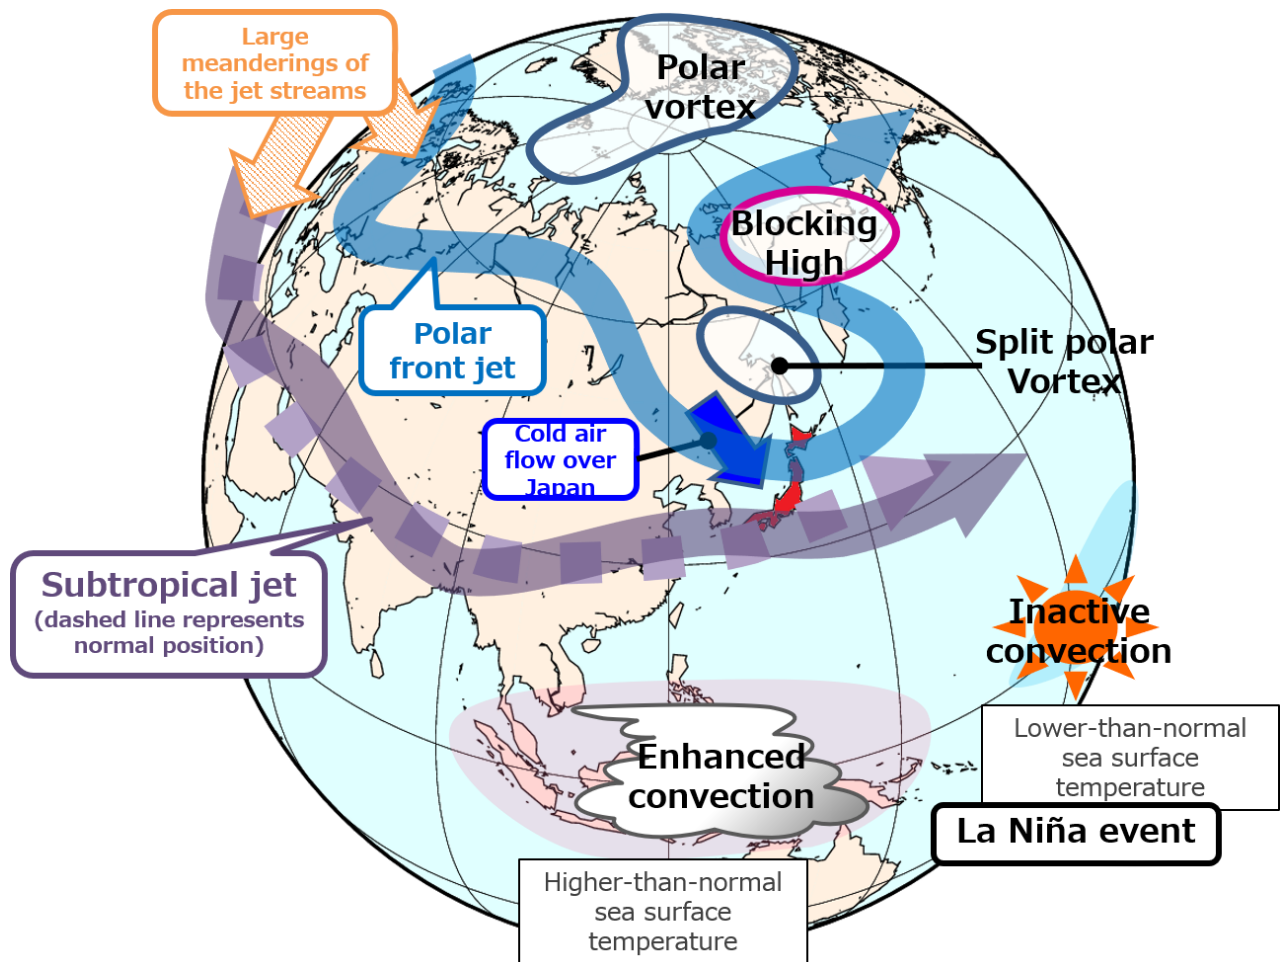 Large
meanderings of
the jet streams
Polar
vortex
Blocking
High
Polar
front jet
Split polar
Vortex
Cold air
flow over
Japan
Subtropical jet
(dashed line represents
normal position)
Inactive
convection
Enhanced
convection
Lower-than-normal
sea surface
temperature
La Niña event
Higher-than-normal
sea surface
temperature